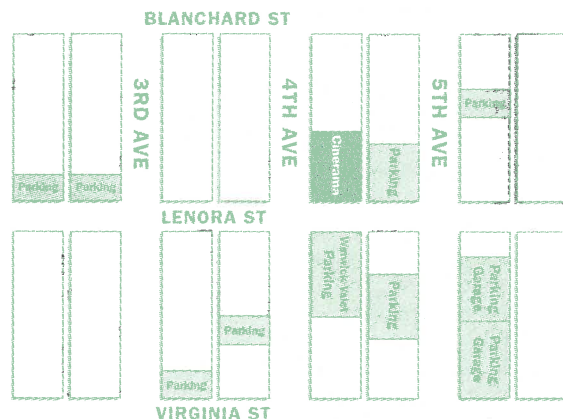 BLANCHARD ST
3RD AVE
4TH AVE
5TH AVE
Parking
Cinerama
Parking
Parking
Parking
LENORA ST
Warwick Valet
Parking
Parking
Garage
Parking
Parking
Parking
Garage
Parking
VIRGINIA ST